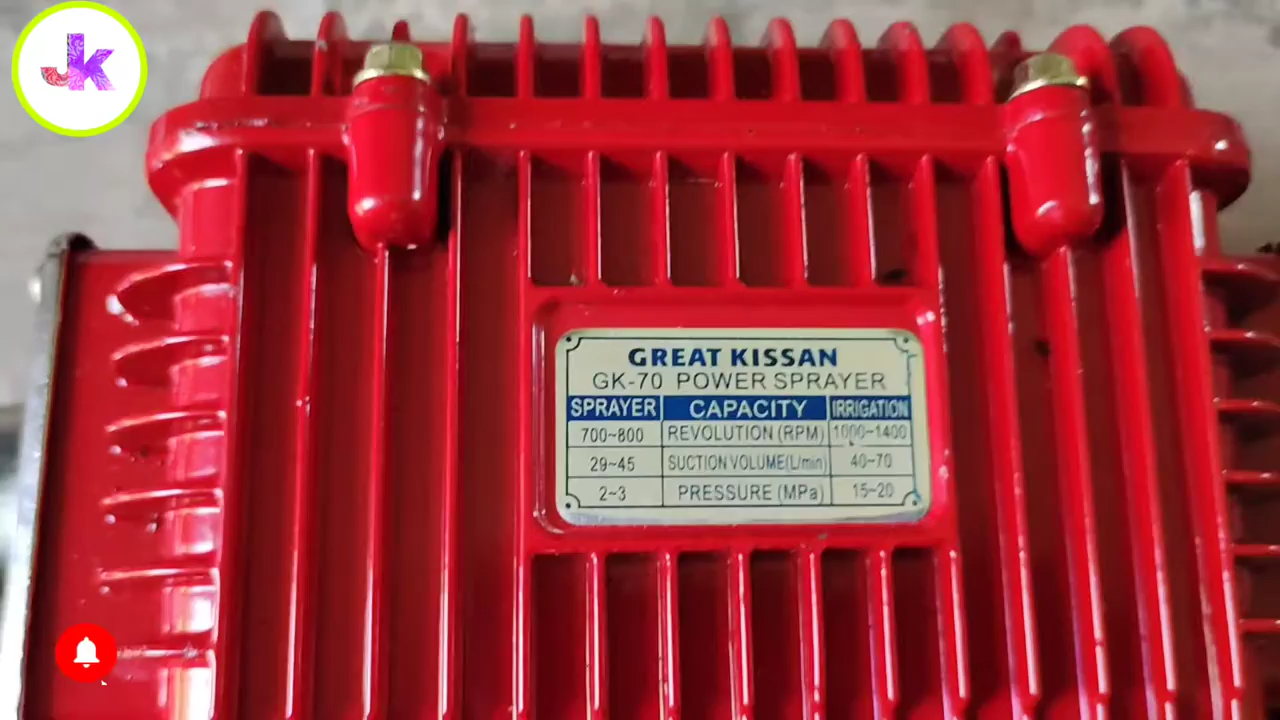 Jk
GREAT KISSAN
GK-70 POWER SPRAYER
SPRAYER CAPACITY IRRIGATION
700~800 REVOLUTION (RPM) 1000~1400
29~45 SUCTION VOLUME(L/min) 40~70
2~3 PRESSURE (MPa) 15~20